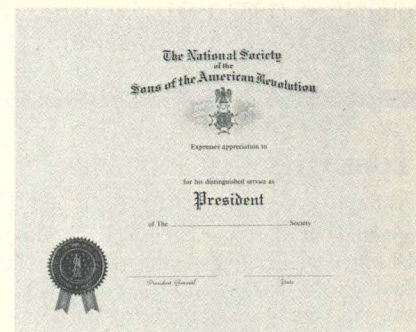 The National Society
of the
Sons of the American Revolution
Expresses appreciation to
for his distinguished service as
President
of The Society
President General Date